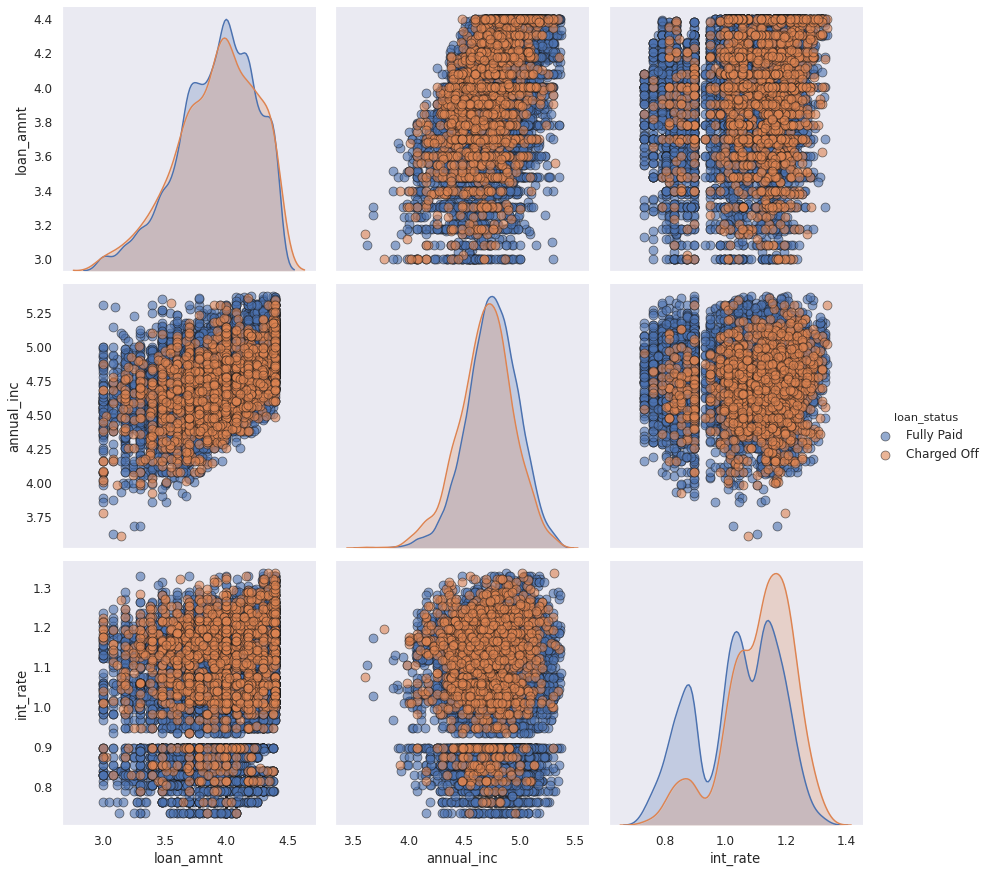 4.4
4.2
4.0
3.8
3.6
3.4
3.2
3.0
loan_amnt
5.25
5.00
4.75
4.50
4.25
4.00
3.75
annual_inc
loan_status
Fully Paid
Charged Off
1.3
1.2
1.1
1.0
0.9
0.8
int_rate
3.0 3.5 4.0 4.5 3.5 4.0 4.5 5.0 5.5 0.8 1.0 1.2 1.4
loan_amnt annual_inc int_rate